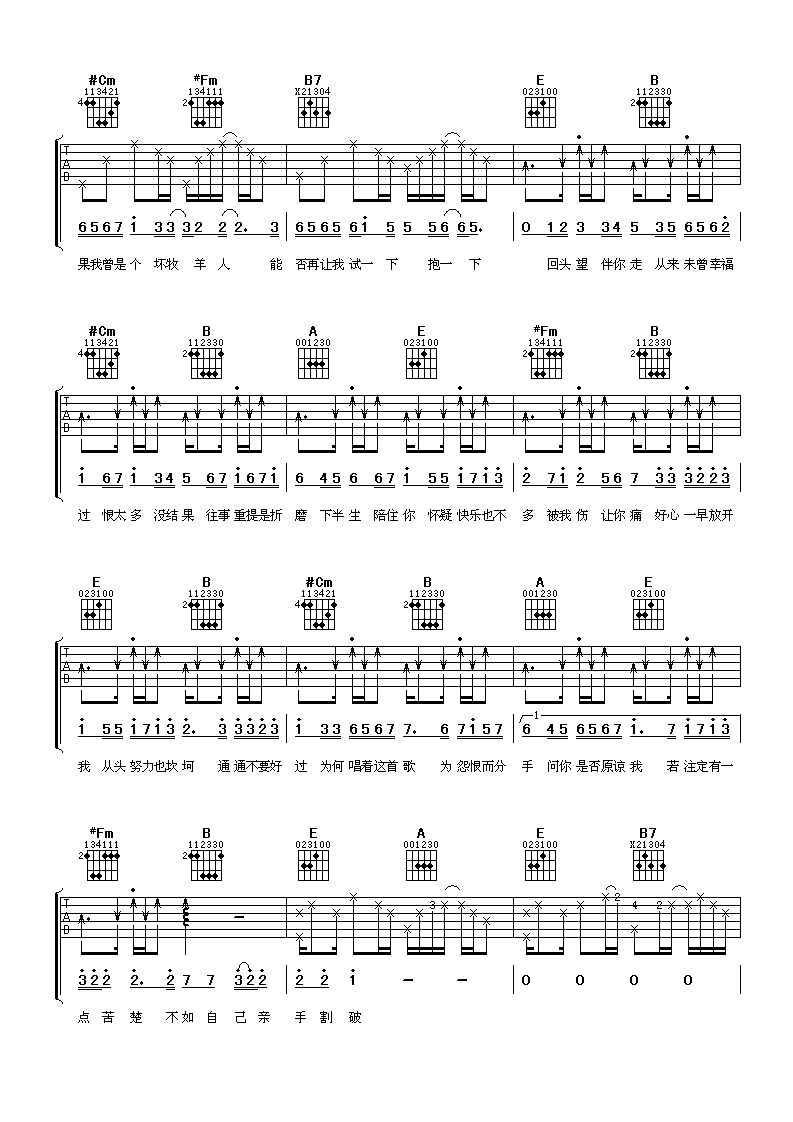 #Cm #Fm B7 E B
113421 134111 X21304 023100 112330
4 2 2
T
A
B
6567 1 33 32 2 2. 3 6565 61 5 5 56 65. 0 12 3 34 5 35 6562
果我曾是个 坏牧 羊 人 能 否再让我 试一 下 抱一 下 回头 望 伴你 走 从来 未曾幸福
#Cm B A E #Fm B
113421 112330 001230 023100 134111 112330
4 2 2 2
T
A
B
1 67 1 34 5 67 1671 6 45 6 67 1 55 1713 2 71 2 56 7 33 3223
过 恨太 多 没结 果 往事 重提是折 磨 下半 生 陪住 你 怀疑 快乐也不 多 被我 伤 让你 痛 好心 一早放开
E B #Cm B A E
023100 112330 113421 112330 001230 023100
2 4 2
T
A
B
1 55 1713 2. 3 3323 1 33 6567 7. 6 7157 6 45 6567 1. 7 1713
1
我 从头 努力也坎 坷 通 通不要好 过 为何 唱着这首 歌 为 怨恨而分 手 问你 是否原谅 我 若 注定有一
#Fm B E A E B7
134111 112330 023100 001230 023100 X21304
2 2
T
A
B
3 2 4 2
322 2. 2 7 7 322 2 2 1 - - 0 0 0 0
点 苦 楚 不 如 自 己 亲 手 割 破